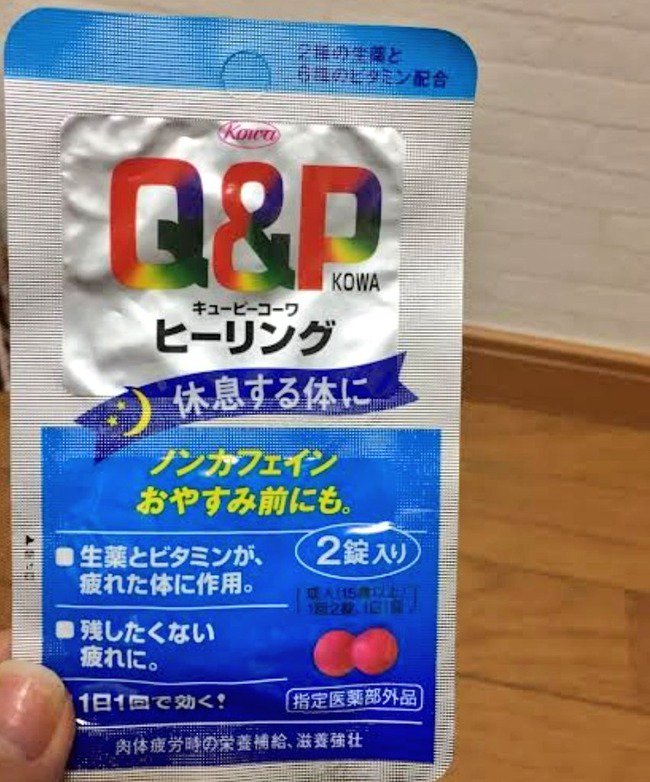 2種の生薬と
6種のビタミン配合
Kowa
Q&P
KOWA
キューピーコーワ
ヒーリング
休息する体に
ノンカフェイン
おやすみ前にも。
■生薬とビタミンが、
疲れた体に作用。
2錠入り
成人(15歳以上)
1回2錠、1日1回
■残したくない
疲れに。
1日1回で効く!
指定医薬部外品
肉体疲労時の栄養補給、滋養強壮